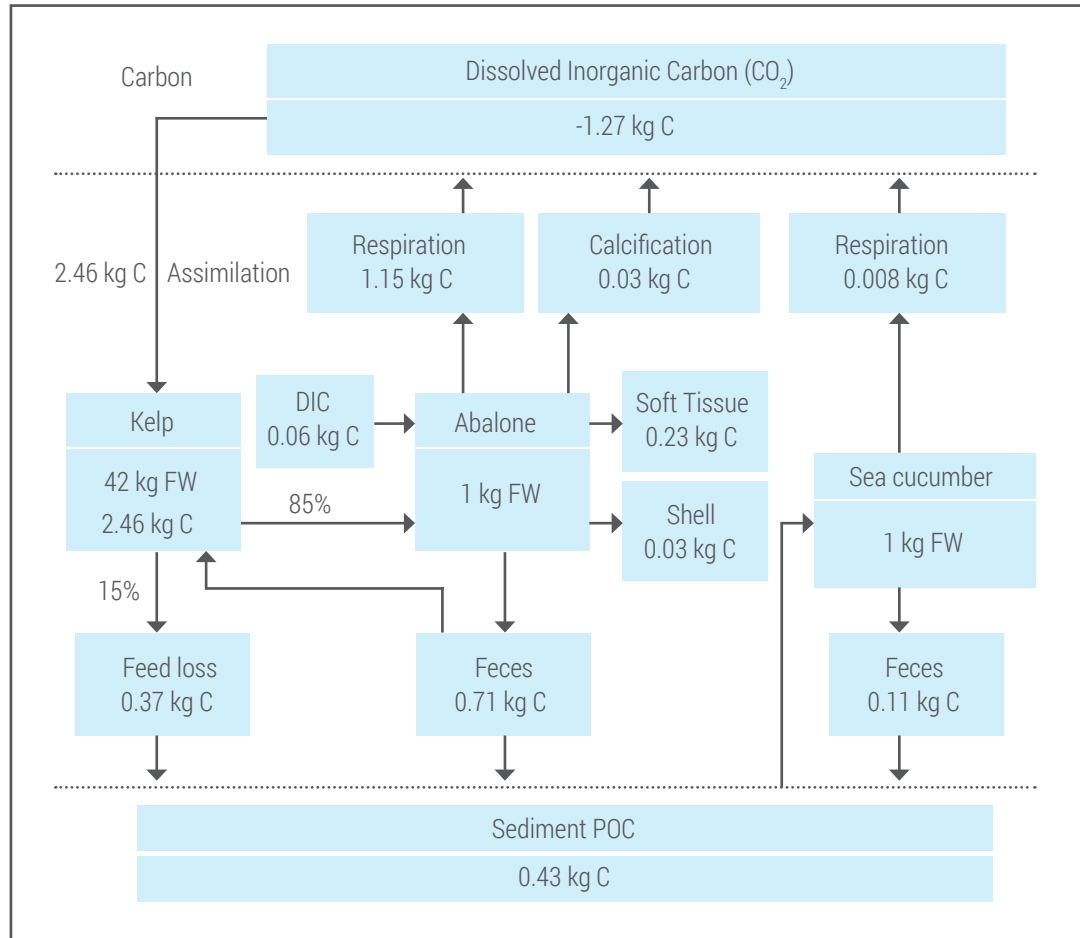 Carbon
Dissolved Inorganic Carbon (CO₂)
-1.27 kg C
2.46 kg C
Assimilation
Respiration
1.15 kg C
Calcification
0.03 kg C
Respiration
0.008 kg C
Kelp
42 kg FW
2.46 kg C
DIC
0.06 kg C
Abalone
1 kg FW
Soft Tissue
0.23 kg C
Shell
0.03 kg C
Sea cucumber
1 kg FW
85%
15%
Feed loss
0.37 kg C
Feces
0.71 kg C
Feces
0.11 kg C
Sediment POC
0.43 kg C